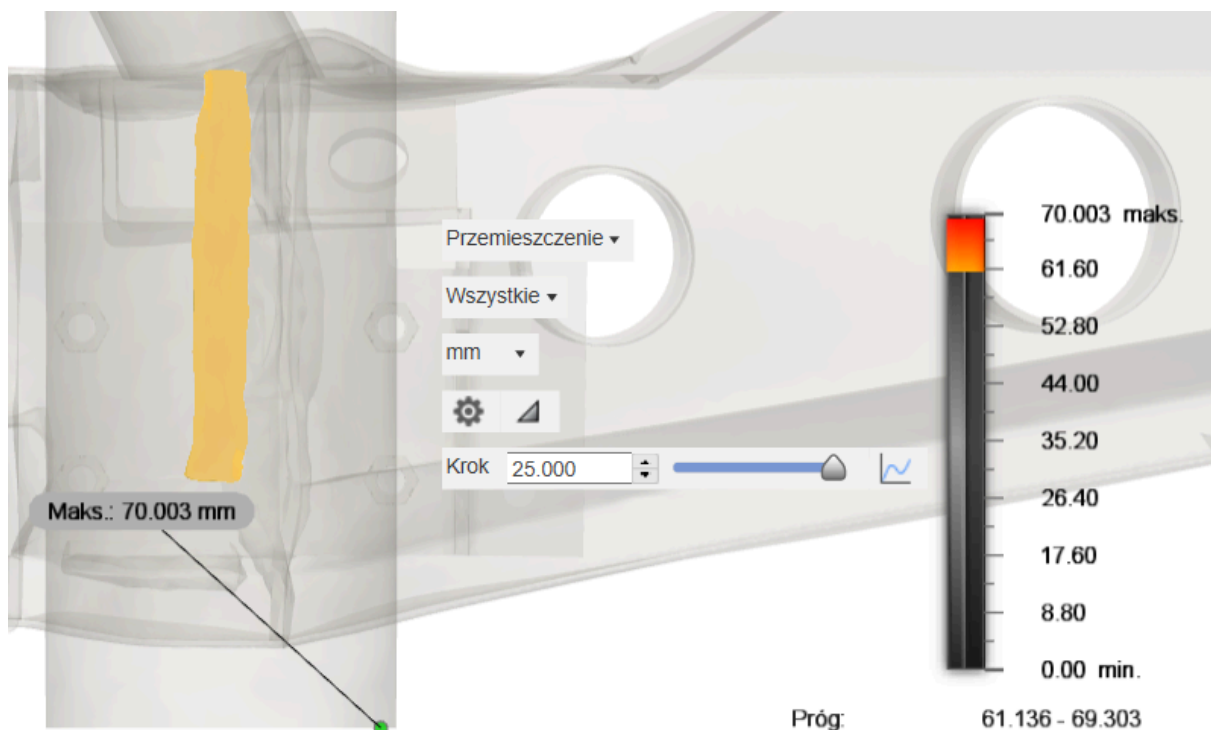 Przemieszczenie
Wszystkie
mm
Krok 25.000
Maks.: 70.003 mm
70.003 maks.
61.60
52.80
44.00
35.20
26.40
17.60
8.80
0.00 min.
Próg: 61.136 - 69.303